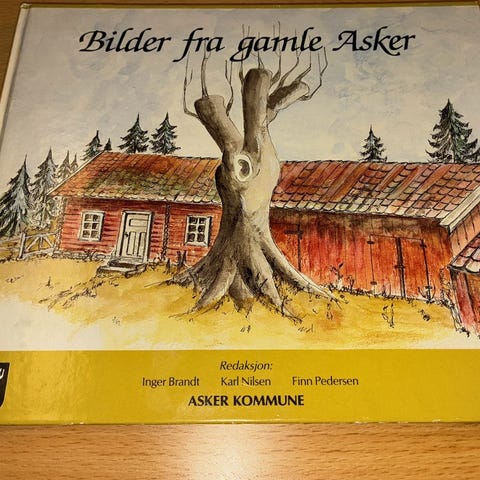 Bilder fra gamle Asker
Redaksjon:
Inger Brandt Karl Nilsen Finn Pedersen
ASKER KOMMUNE